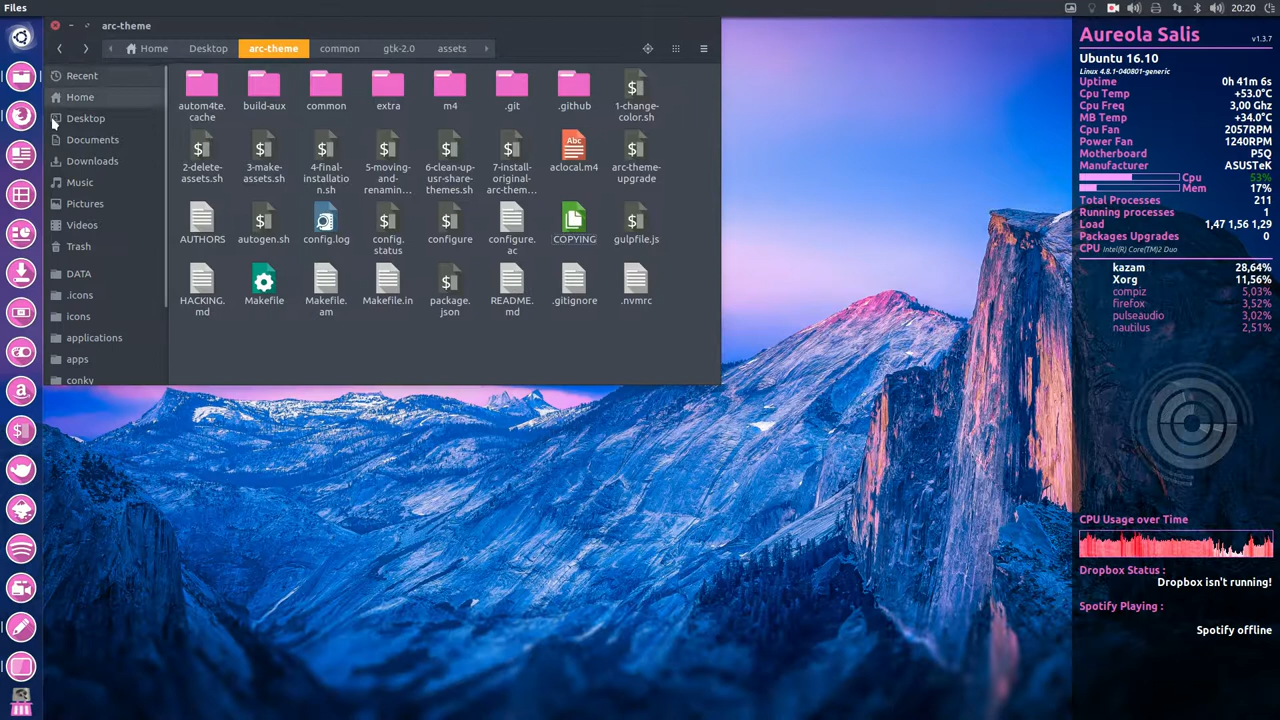 Files
20:20
arc-theme
Home
Desktop
arc-theme
common
gtk-2.0
assets
Recent
Home
Desktop
Documents
Downloads
Music
Pictures
Videos
Trash
DATA
.icons
icons
applications
apps
conky
autom4te.
cache
build-aux
common
extra
m4
.git
.github
1-change-
color.sh
2-delete-
assets.sh
3-make-
assets.sh
4-final-
installatio
n.sh
5-moving-
and-
renamin...
6-clean-up-
usr-share-
themes.sh
7-install-
original-
arc-them...
Abc
aclocal.m4
arc-theme-
upgrade
AUTHORS
autogen.sh
config.log
config.
status
configure
configure.
ac
COPYING
gulpfile.js
HACKING.
md
Makefile
Makefile.
am
Makefile.in
package.
json
README.
md
.gitignore
.nvmrc
Aureola Salis
v1.3.7
Ubuntu 16.10
Linux 4.8.1-040801-generic
Uptime 0h 41m 6s
Cpu Temp +53.0°C
Cpu Freq 3,00 Ghz
MB Temp +34.0°C
Cpu Fan 2057RPM
Power Fan 1240RPM
Motherboard P5Q
Manufacturer ASUSTeK
Cpu 53%
Mem 17%
Total Processes 211
Running processes 1
Load 1,47 1,56 1,29
Packages Upgrades 0
CPU Intel(R) Core(TM)2 Duo
kazam 28,64%
Xorg 11,56%
compiz 5,03%
firefox 3,52%
pulseaudio 3,02%
nautilus 2,51%
CPU Usage over Time
Dropbox Status :
Dropbox isn't running!
Spotify Playing :
Spotify offline